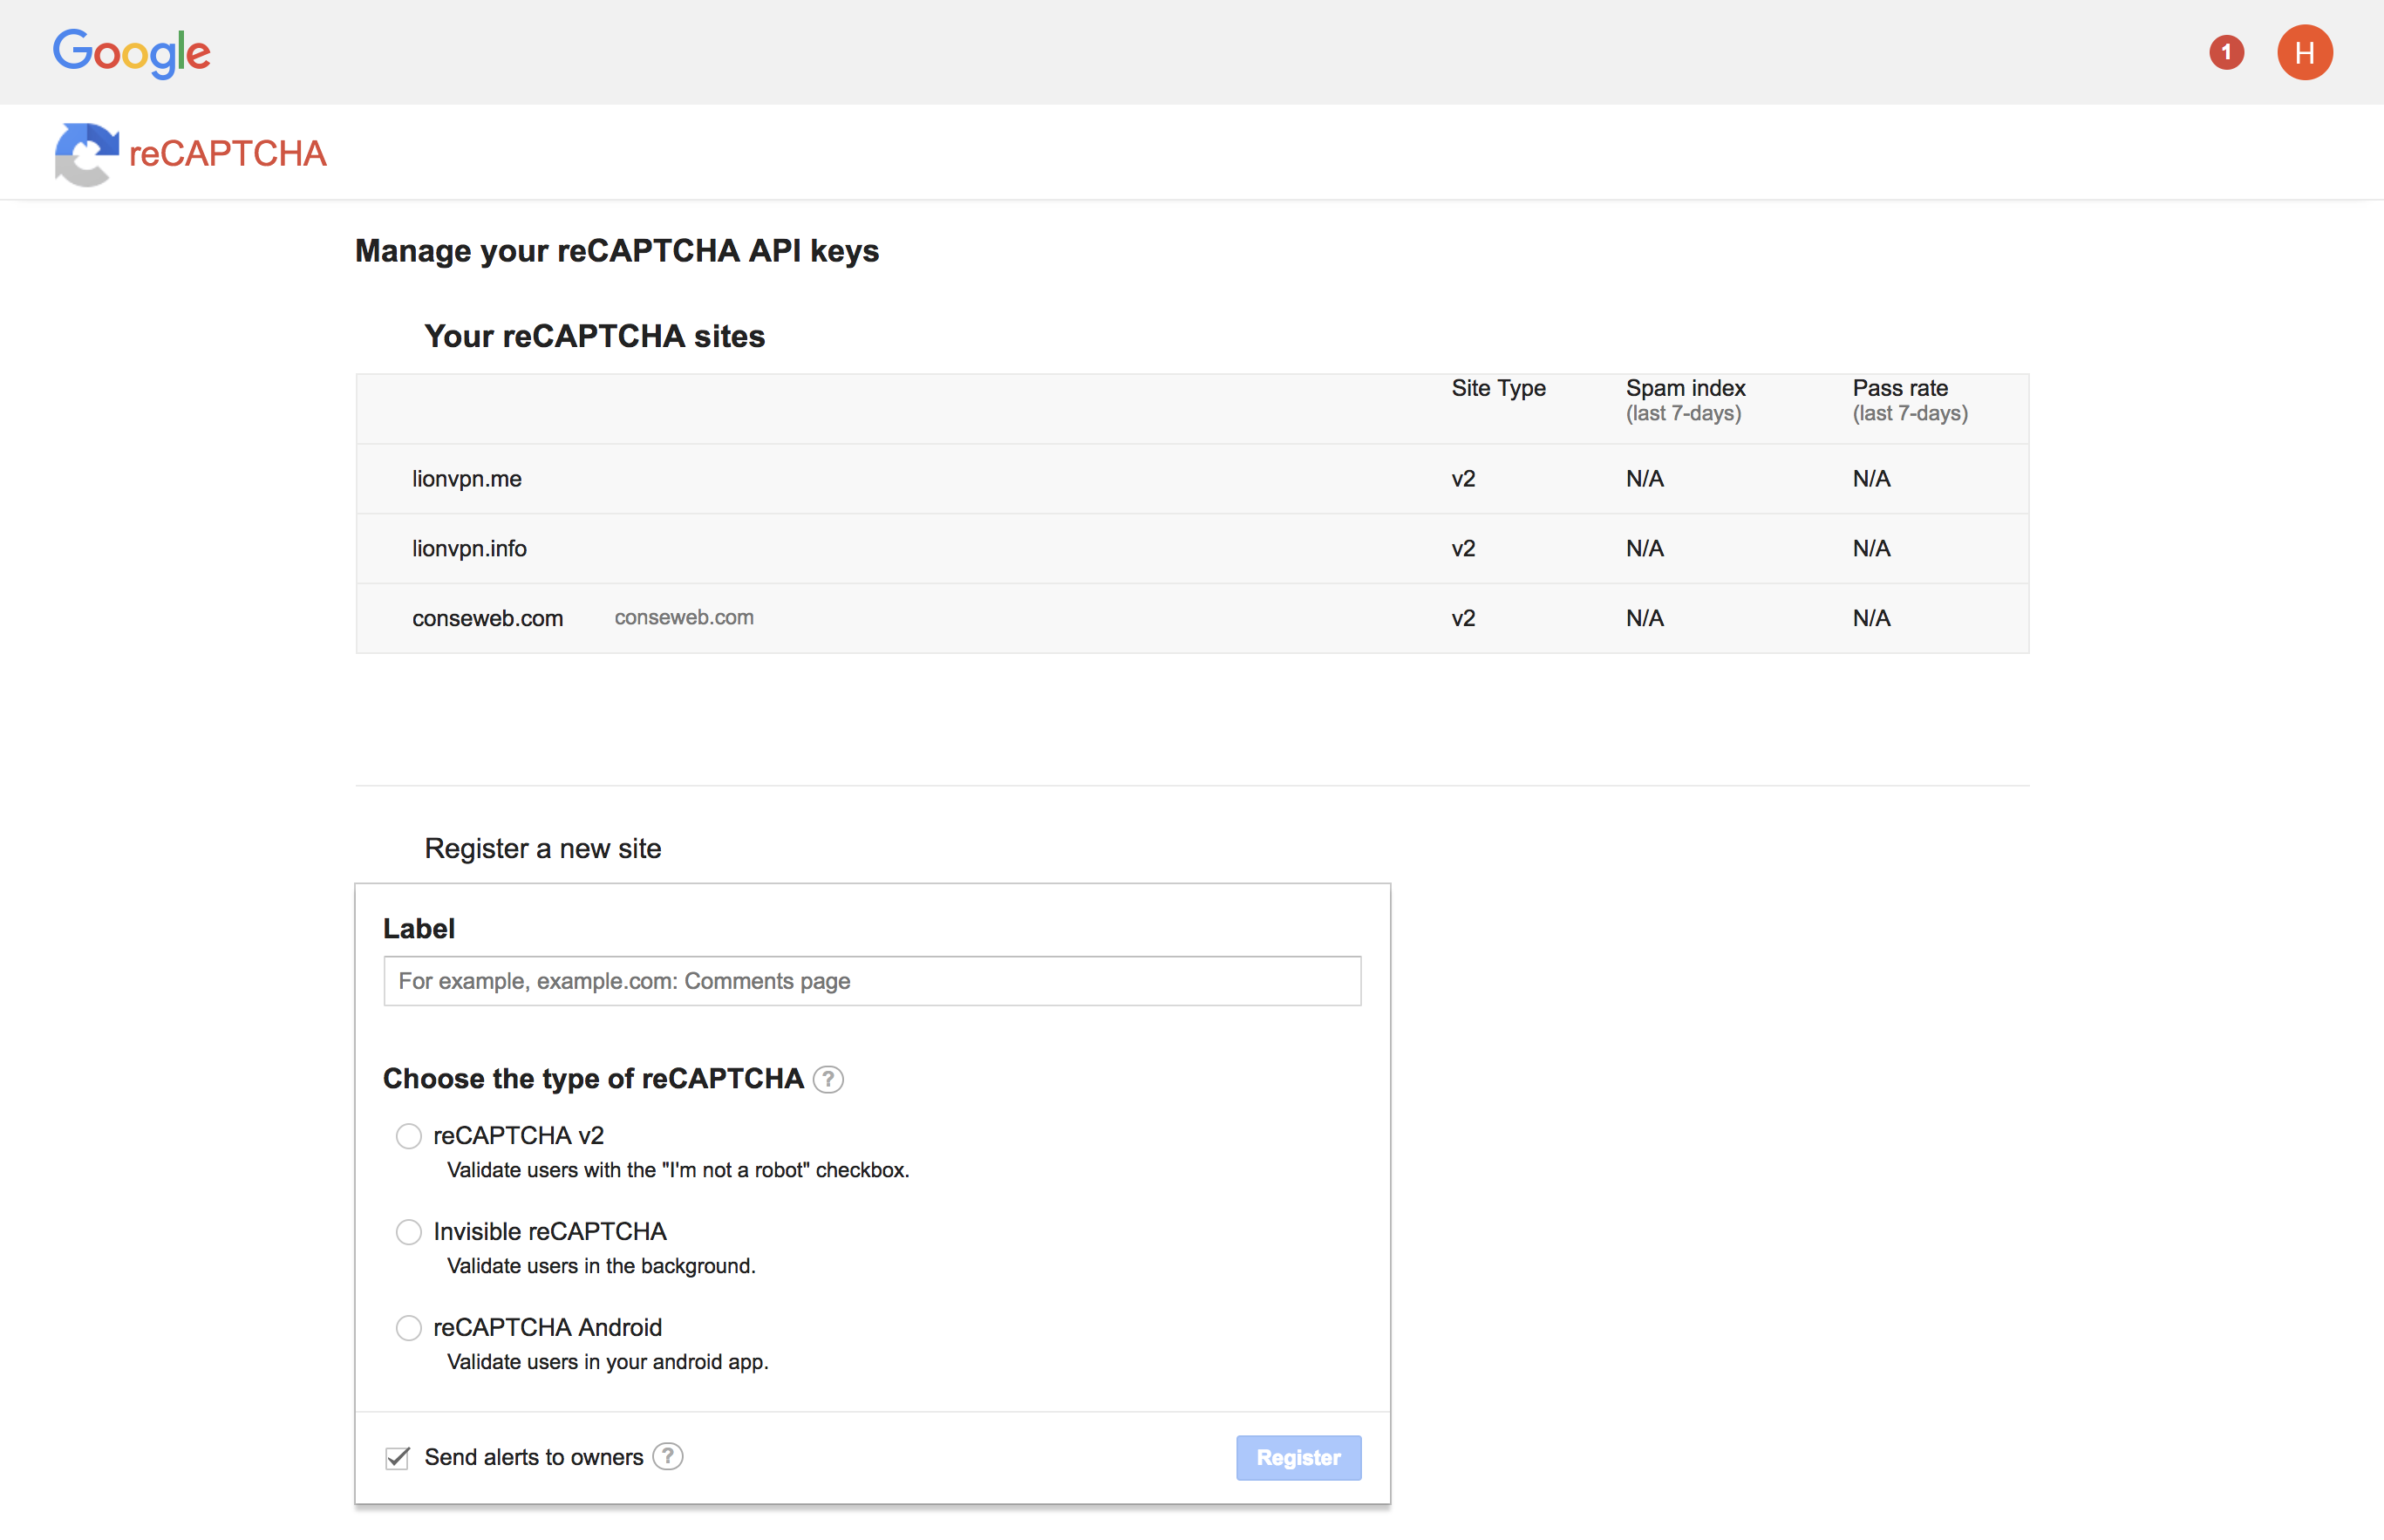 Google
1
H
reCAPTCHA
Manage your reCAPTCHA API keys
Your reCAPTCHA sites
Site Type Spam index Pass rate
(last 7-days) (last 7-days)
lionvpn.me v2 N/A N/A
lionvpn.info v2 N/A N/A
conseweb.com conseweb.com v2 N/A N/A
Register a new site
Label
For example, example.com: Comments page
Choose the type of reCAPTCHA ?
reCAPTCHA v2
Validate users with the "I'm not a robot" checkbox.
Invisible reCAPTCHA
Validate users in the background.
reCAPTCHA Android
Validate users in your android app.
Send alerts to owners ?
Register